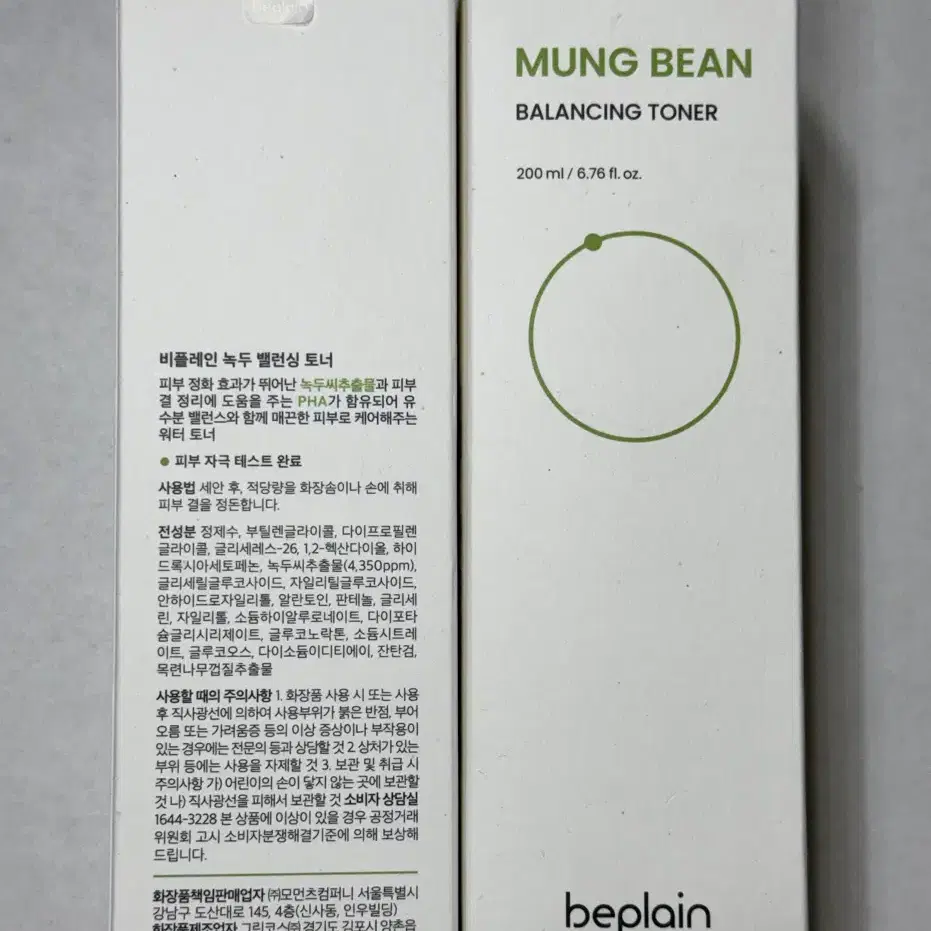 beplain
비플레인 녹두 밸런싱 토너
피부 정화 효과가 뛰어난 녹두씨추출물과 피부
결 정리에 도움을 주는 PHA가 함유되어 유
수분 밸런스와 함께 매끈한 피부로 케어해주는
워터 토너
● 피부 자극 테스트 완료
사용법 세안 후, 적당량을 화장솜이나 손에 취해
피부 결을 정돈합니다.
전성분 정제수, 부틸렌글라이콜, 다이프로필렌
글라이콜, 글리세레스-26, 1,2-헥산다이올, 하이
드록시아세토페논, 녹두씨추출물(4,350ppm),
글리세릴글루코사이드, 자일리틸글루코사이드,
안하이드로자일리톨, 알란토인, 판테놀, 글리세
린, 자일리톨, 소듐하이알루로네이트, 다이포타
슘글리시리제이트, 글루코노락톤, 소듐시트레
이트, 글루코오스, 다이소듐이디티에이, 잔탄검,
목련나무껍질추출물
사용할 때의 주의사항 1. 화장품 사용 시 또는 사용
후 직사광선에 의하여 사용부위가 붉은 반점, 부어
오름 또는 가려움증 등의 이상 증상이나 부작용이
있는 경우에는 전문의 등과 상담할 것 2. 상처가 있는
부위 등에는 사용을 자제할 것 3. 보관 및 취급 시
주의사항 가) 어린이의 손이 닿지 않는 곳에 보관할
것 나) 직사광선을 피해서 보관할 것 소비자 상담실
1644-3228 본 상품에 이상이 있을 경우 공정거래
위원회 고시 소비자분쟁해결기준에 의해 보상해
드립니다.
화장품책임판매업자 ㈜모먼츠컴퍼니 서울특별시
강남구 도산대로 145, 4층(신사동, 인우빌딩)
화장품제조업자 그린코스㈜ 경기도 김포시 양촌읍
MUNG BEAN
BALANCING TONER
200 ml / 6.76 fl. oz.
beplain